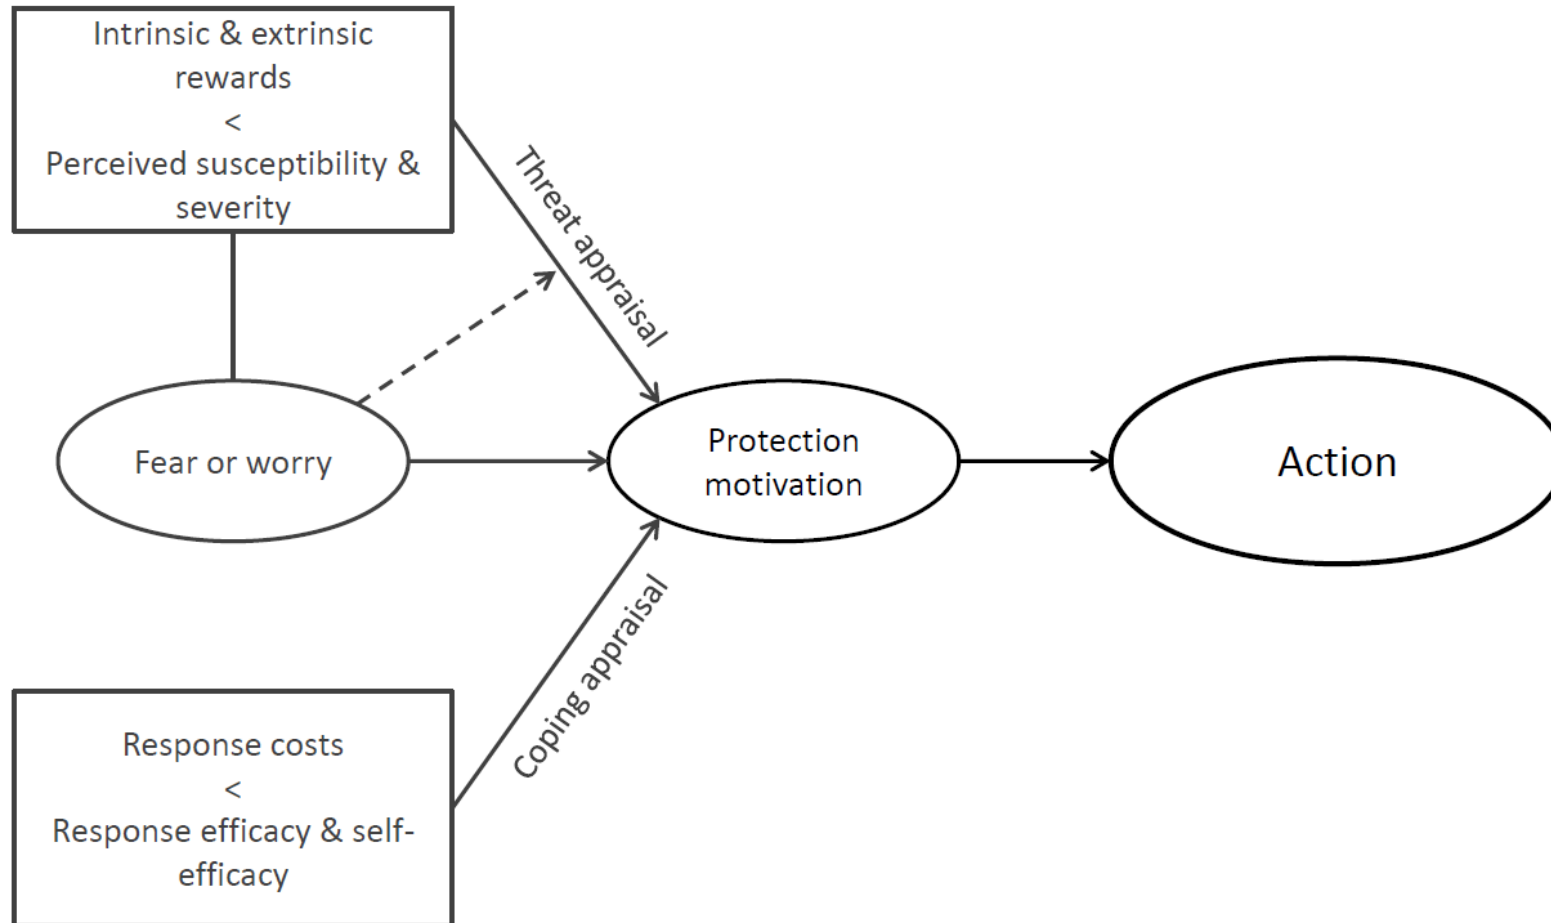 Intrinsic & extrinsic
rewards
<
Perceived susceptibility &
severity
Threat appraisal
Fear or worry
Protection
motivation
Action
Coping appraisal
Response costs
<
Response efficacy & self-
efficacy